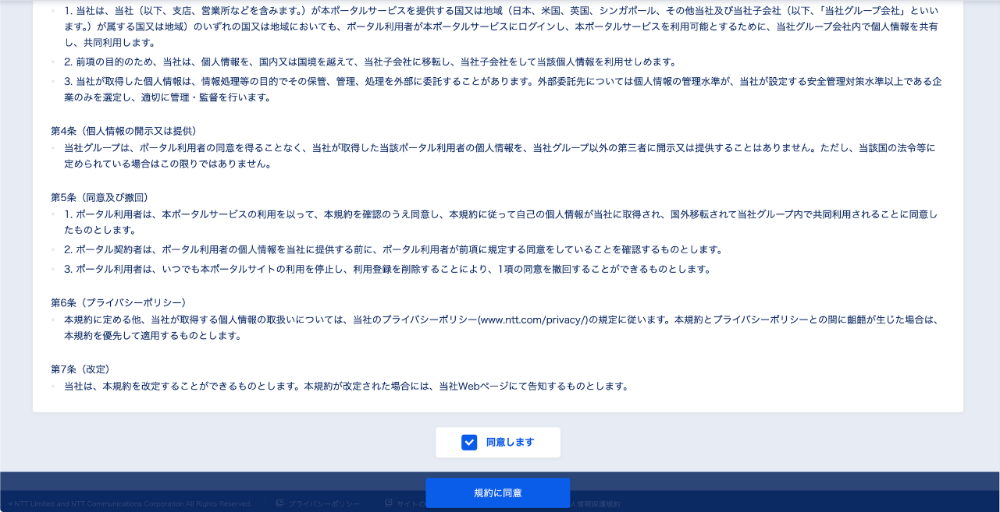 1. 当社は、当社（以下、支店、営業所などを含みます。）が本ポータルサービスを提供する国又は地域（日本、米国、英国、シンガポール、その他当社及び当社子会社（以下、「当社グループ会社」といい
ます。）が属する国又は地域）のいずれの国又は地域においても、ポータル利用者が本ポータルサービスにログインし、本ポータルサービスを利用可能とするために、当社グループ会社内で個人情報を共有
し、共同利用します。
2. 前項の目的のため、当社は、個人情報を、国内又は国境を越えて、当社子会社に移転し、当社子会社をして当該個人情報を利用せしめます。
3. 当社が取得した個人情報は、情報処理等の目的でその保管、管理、処理を外部に委託することがあります。外部委託先については個人情報の管理水準が、当社が設定する安全管理対策水準以上である企
業のみを選定し、適切に管理・監督を行います。
第4条（個人情報の開示又は提供）
当社グループは、ポータル利用者の同意を得ることなく、当社が取得した当該ポータル利用者の個人情報を、当社グループ以外の第三者に開示又は提供することはありません。ただし、当該国の法令等に
定められている場合はこの限りではありません。
第5条（同意及び撤回）
1. ポータル利用者は、本ポータルサービスの利用を以って、本規約を確認のうえ同意し、本規約に従って自己の個人情報が当社に取得され、国外移転されて当社グループ内で共同利用されることに同意し
たものとします。
2. ポータル契約者は、ポータル利用者の個人情報を当社に提供する前に、ポータル利用者が前項に規定する同意をしていることを確認するものとします。
3. ポータル利用者は、いつでも本ポータルサイトの利用を停止し、利用登録を削除することにより、1項の同意を撤回することができるものとします。
第6条（プライバシーポリシー）
本規約に定める他、当社が取得する個人情報の取扱いについては、当社のプライバシーポリシー(www.ntt.com/privacy/)の規定に従います。本規約とプライバシーポリシーとの間に齟齬が生じた場合は、
本規約を優先して適用するものとします。
第7条（改定）
当社は、本規約を改定することができるものとします。本規約が改定された場合には、当社Webページにて告知するものとします。
同意します
規約に同意
NTT Limited and NTT Communications Corporation All Rights Reserved. プライバシーポリシー サイトの 人情報保護規約